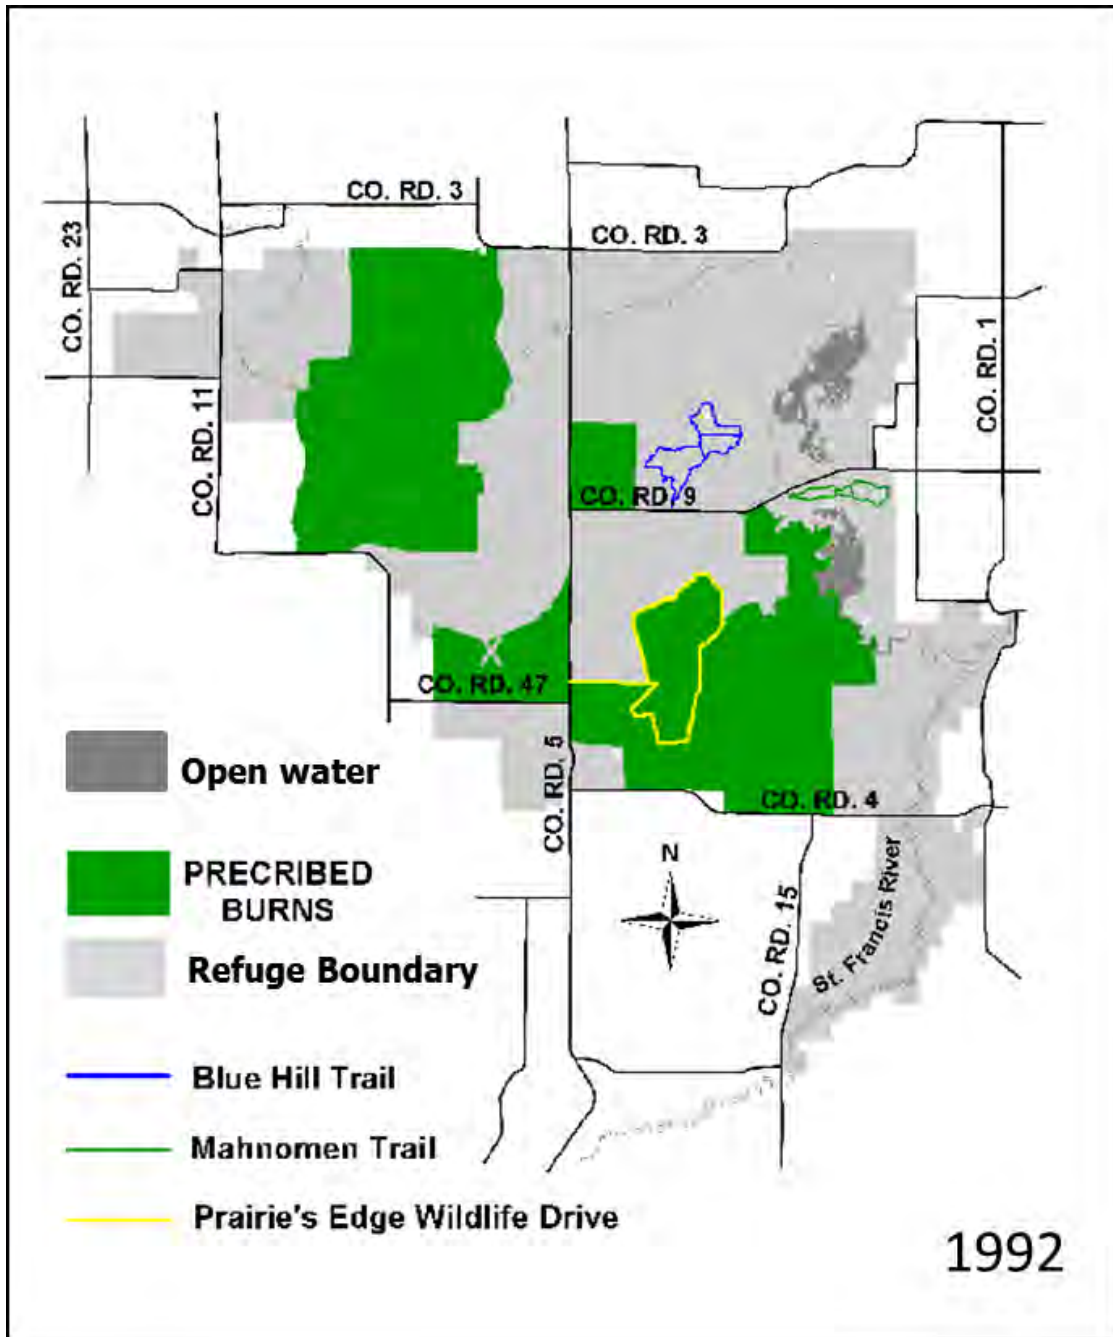 CO. RD. 3
CO. RD. 3
CO. RD. 23
CO. RD. 11
CO. RD. 1
CO. RD. 9
CO. RD. 47
CO. RD. 5
CO. RD. 4
CO. RD. 15
St. Francis River
N
Open water
PRECRIBED
BURNS
Refuge Boundary
Blue Hill Trail
Mahnomen Trail
Prairie's Edge Wildlife Drive
1992